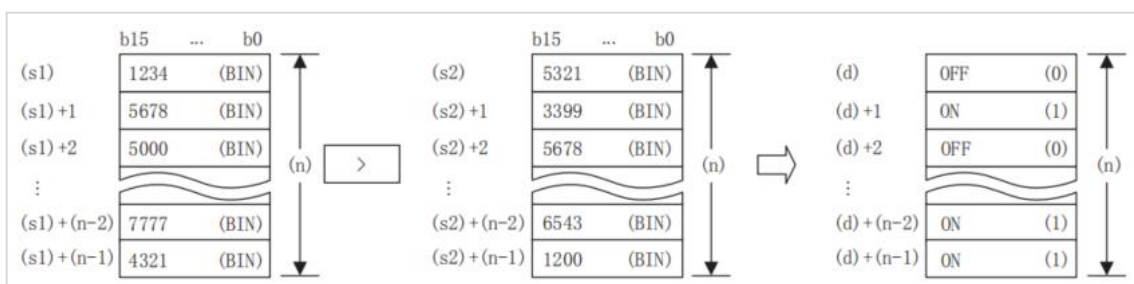 b15 ... b0 b15 ... b0
(s1) 1234 (BIN) (s2) 5321 (BIN) (d) OFF (0)
(s1)+1 5678 (BIN) (s2)+1 3399 (BIN) (d)+1 ON (1)
(s1)+2 5000 (BIN) (s2)+2 5678 (BIN) (d)+2 OFF (0)
(n) > (n) (n)
⋮ ⋮ ⋮
(s1)+(n-2) 7777 (BIN) (s2)+(n-2) 6543 (BIN) (d)+(n-2) ON (1)
(s1)+(n-1) 4321 (BIN) (s2)+(n-1) 1200 (BIN) (d)+(n-1) ON (1)